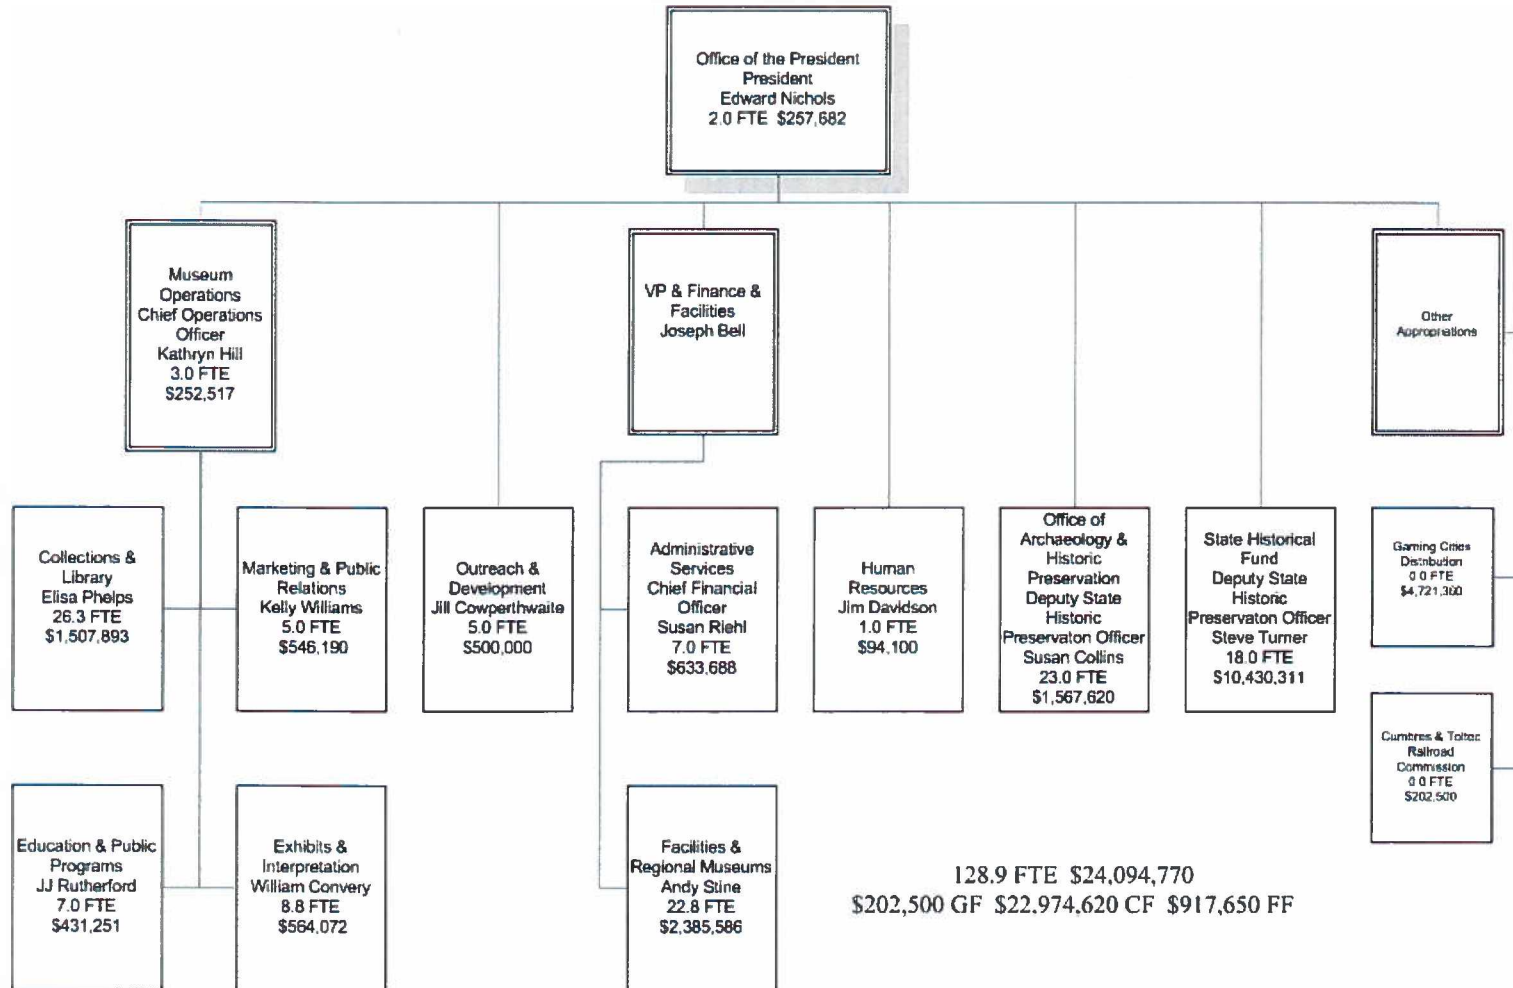 Office of the President
President
Edward Nichols
2.0 FTE $257,682
Museum
Operations
Chief Operations
Officer
Kathryn Hill
3.0 FTE
$252,517
VP & Finance &
Facilities
Joseph Bell
Other
Appropriations
Collections &
Library
Elisa Phelps
26.3 FTE
$1,507,893
Marketing & Public
Relations
Kelly Williams
5.0 FTE
$546,190
Outreach &
Development
Jill Cowperthwaite
5.0 FTE
$500,000
Administrative
Services
Chief Financial
Officer
Susan Riehl
7.0 FTE
$633,688
Human
Resources
Jim Davidson
1.0 FTE
$94,100
Office of
Archaeology &
Historic
Preservation
Deputy State
Historic
Preservaton Officer
Susan Collins
23.0 FTE
$1,567,620
State Historical
Fund
Deputy State
Historic
Preservaton Officer
Steve Turner
18.0 FTE
$10,430,311
Gaming Cities
Distribution
0.0 FTE
$4,721,360
Cumbres & Toltec
Railroad
Commission
0.0 FTE
$202,500
Education & Public
Programs
JJ Rutherford
7.0 FTE
$431,251
Exhibits &
Interpretation
William Convery
8.8 FTE
$564,072
Facilities &
Regional Museums
Andy Stine
22.8 FTE
$2,385,586
128.9 FTE $24,094,770
$202,500 GF $22,974,620 CF $917,650 FF